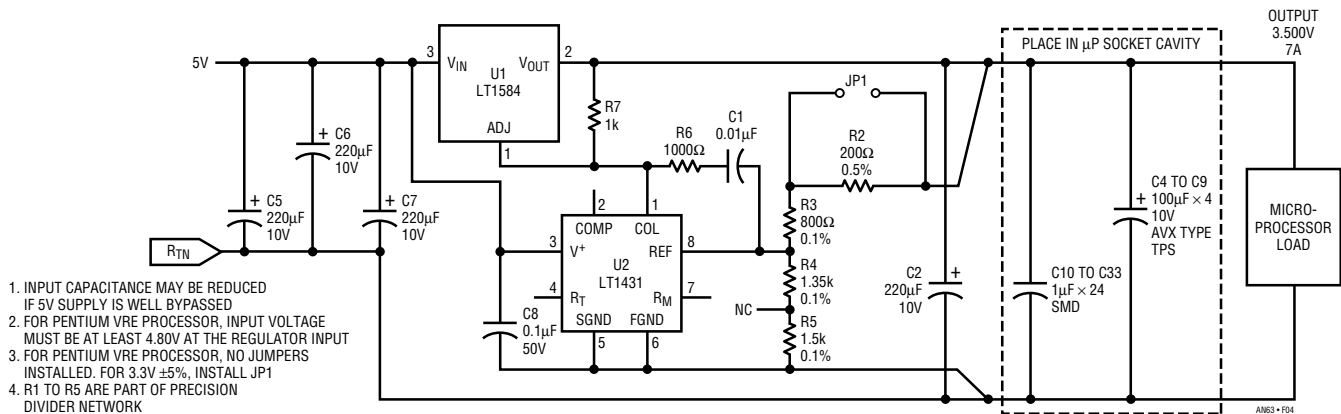 5V
3
V_IN
V_OUT
2
U1
LT1584
ADJ
1
R7
1k
C6
220µF
10V
C5
220µF
10V
C7
220µF
10V
R_TN
R6
1000Ω
C1
0.01µF
JP1
R2
200Ω
0.5%
2
1
COMP
COL
3
V+
REF
8
U2
LT1431
4
R_T
R_M
7
SGND
FGND
5
6
C8
0.1µF
50V
R3
800Ω
0.1%
R4
1.35k
0.1%
NC
R5
1.5k
0.1%
C2
220µF
10V
PLACE IN µP SOCKET CAVITY
C4 TO C9
100µF × 4
10V
AVX TYPE
TPS
C10 TO C33
1µF × 24
SMD
OUTPUT
3.500V
7A
MICRO-
PROCESSOR
LOAD
1. INPUT CAPACITANCE MAY BE REDUCED
IF 5V SUPPLY IS WELL BYPASSED
2. FOR PENTIUM VRE PROCESSOR, INPUT VOLTAGE
MUST BE AT LEAST 4.80V AT THE REGULATOR INPUT
3. FOR PENTIUM VRE PROCESSOR, NO JUMPERS
INSTALLED. FOR 3.3V ±5%, INSTALL JP1
4. R1 TO R5 ARE PART OF PRECISION
DIVIDER NETWORK
AN63 • F04